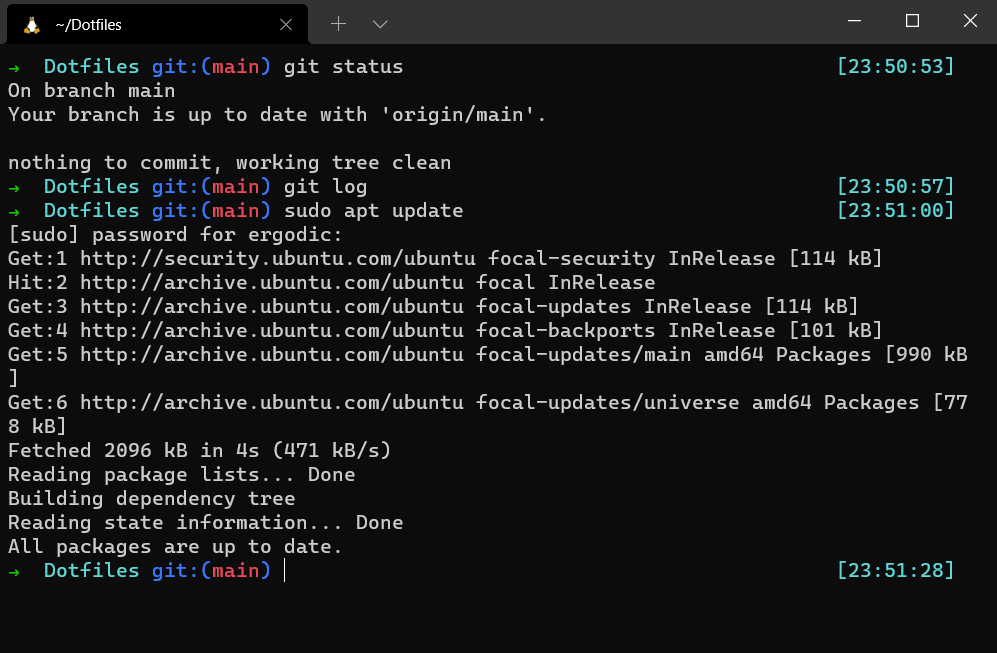 ~/Dotfiles
→ Dotfiles git:(main) git status [23:50:53]
On branch main
Your branch is up to date with 'origin/main'.
nothing to commit, working tree clean
→ Dotfiles git:(main) git log [23:50:57]
→ Dotfiles git:(main) sudo apt update [23:51:00]
[sudo] password for ergodic:
Get:1 http://security.ubuntu.com/ubuntu focal-security InRelease [114 kB]
Hit:2 http://archive.ubuntu.com/ubuntu focal InRelease
Get:3 http://archive.ubuntu.com/ubuntu focal-updates InRelease [114 kB]
Get:4 http://archive.ubuntu.com/ubuntu focal-backports InRelease [101 kB]
Get:5 http://archive.ubuntu.com/ubuntu focal-updates/main amd64 Packages [990 kB
]
Get:6 http://archive.ubuntu.com/ubuntu focal-updates/universe amd64 Packages [77
8 kB]
Fetched 2096 kB in 4s (471 kB/s)
Reading package lists... Done
Building dependency tree
Reading state information... Done
All packages are up to date.
→ Dotfiles git:(main) [23:51:28]